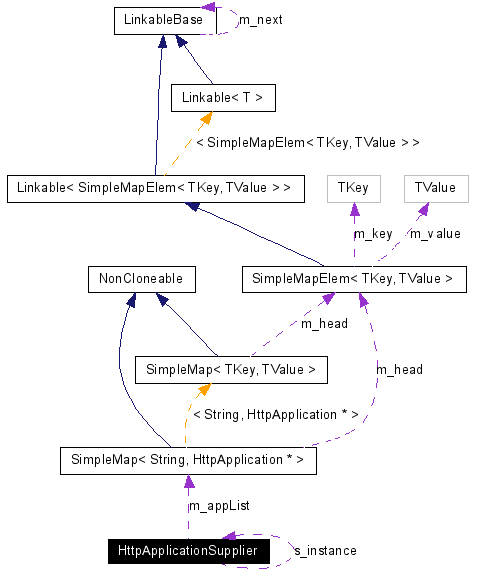 LinkableBase
m_next
Linkable< T >
< SimpleMapElem< TKey, TValue > >
Linkable< SimpleMapElem< TKey, TValue > >
TKey
TValue
m_key
m_value
NonCloneable
SimpleMapElem< TKey, TValue >
m_head
SimpleMap< TKey, TValue >
m_head
< String, HttpApplication * >
SimpleMap< String, HttpApplication * >
m_appList
HttpApplicationSupplier
s_instance